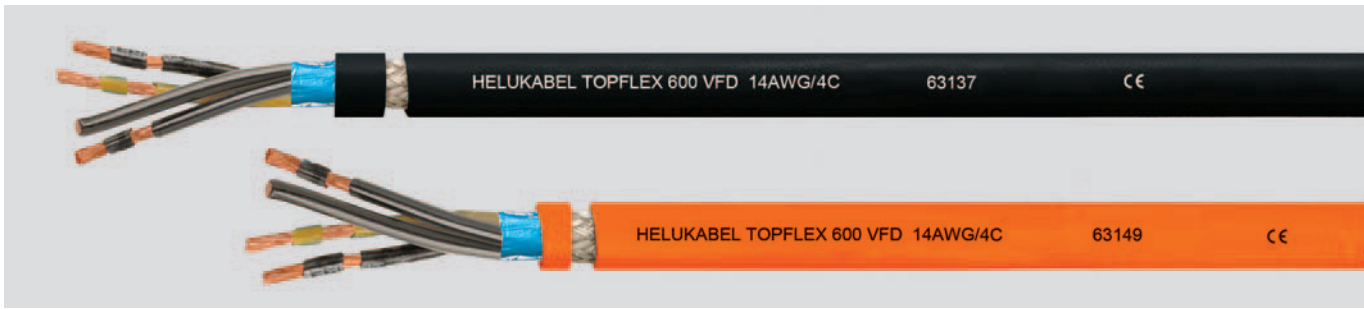 HELUKABEL TOPFLEX 600 VFD 14AWG/4C 63137 CE
HELUKABEL TOPFLEX 600 VFD 14AWG/4C 63149 CE